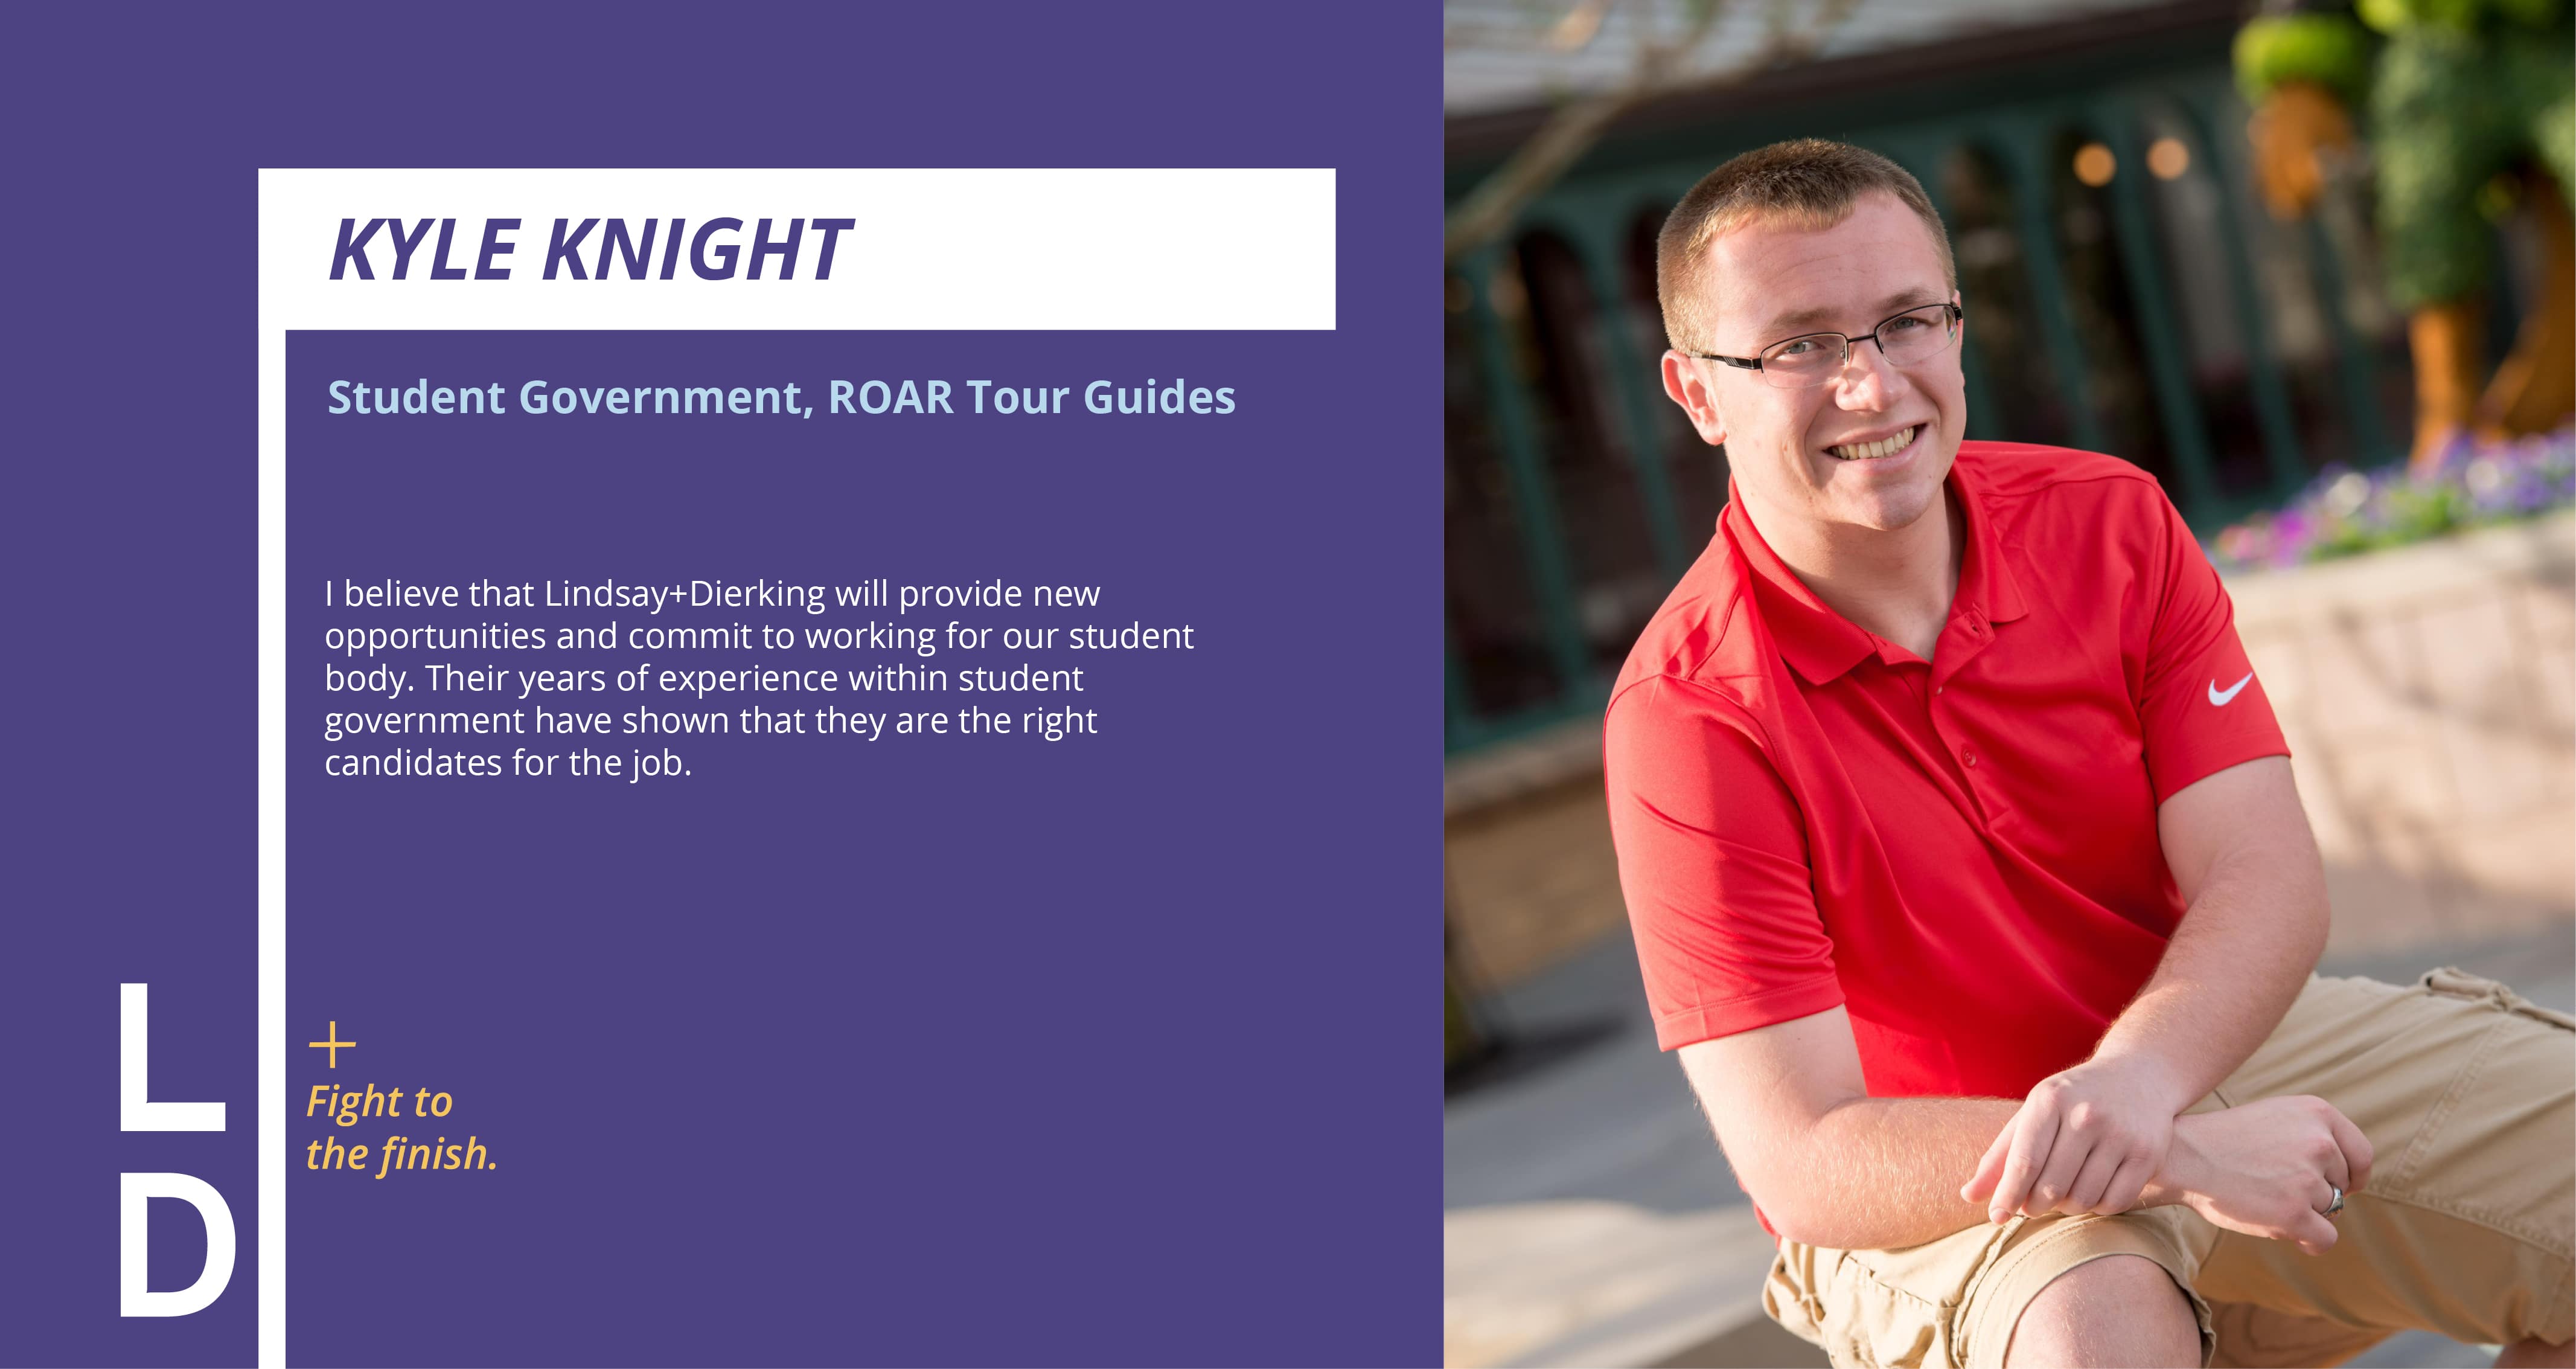 KYLE KNIGHT
Student Government, ROAR Tour Guides
I believe that Lindsay+Dierking will provide new
opportunities and commit to working for our student
body. Their years of experience within student
government have shown that they are the right
candidates for the job.
L
D
+
Fight to
the finish.